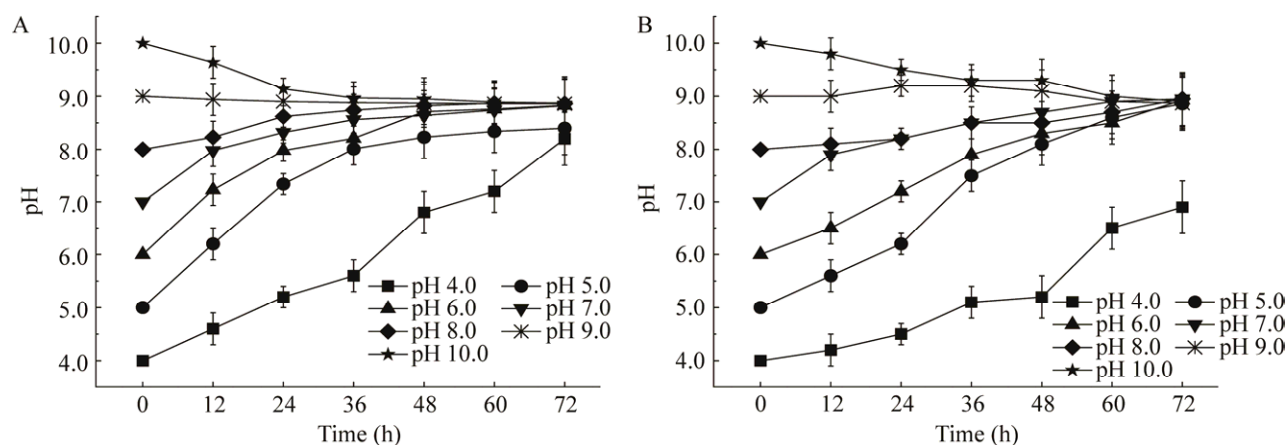 A
10.0
9.0
8.0
7.0
6.0
5.0
4.0
pH
0 12 24 36 48 60 72
Time (h)
pH 4.0 pH 5.0
pH 6.0 pH 7.0
pH 8.0 pH 9.0
pH 10.0
B
10.0
9.0
8.0
7.0
6.0
5.0
4.0
pH
0 12 24 36 48 60 72
Time (h)
pH 4.0 pH 5.0
pH 6.0 pH 7.0
pH 8.0 pH 9.0
pH 10.0